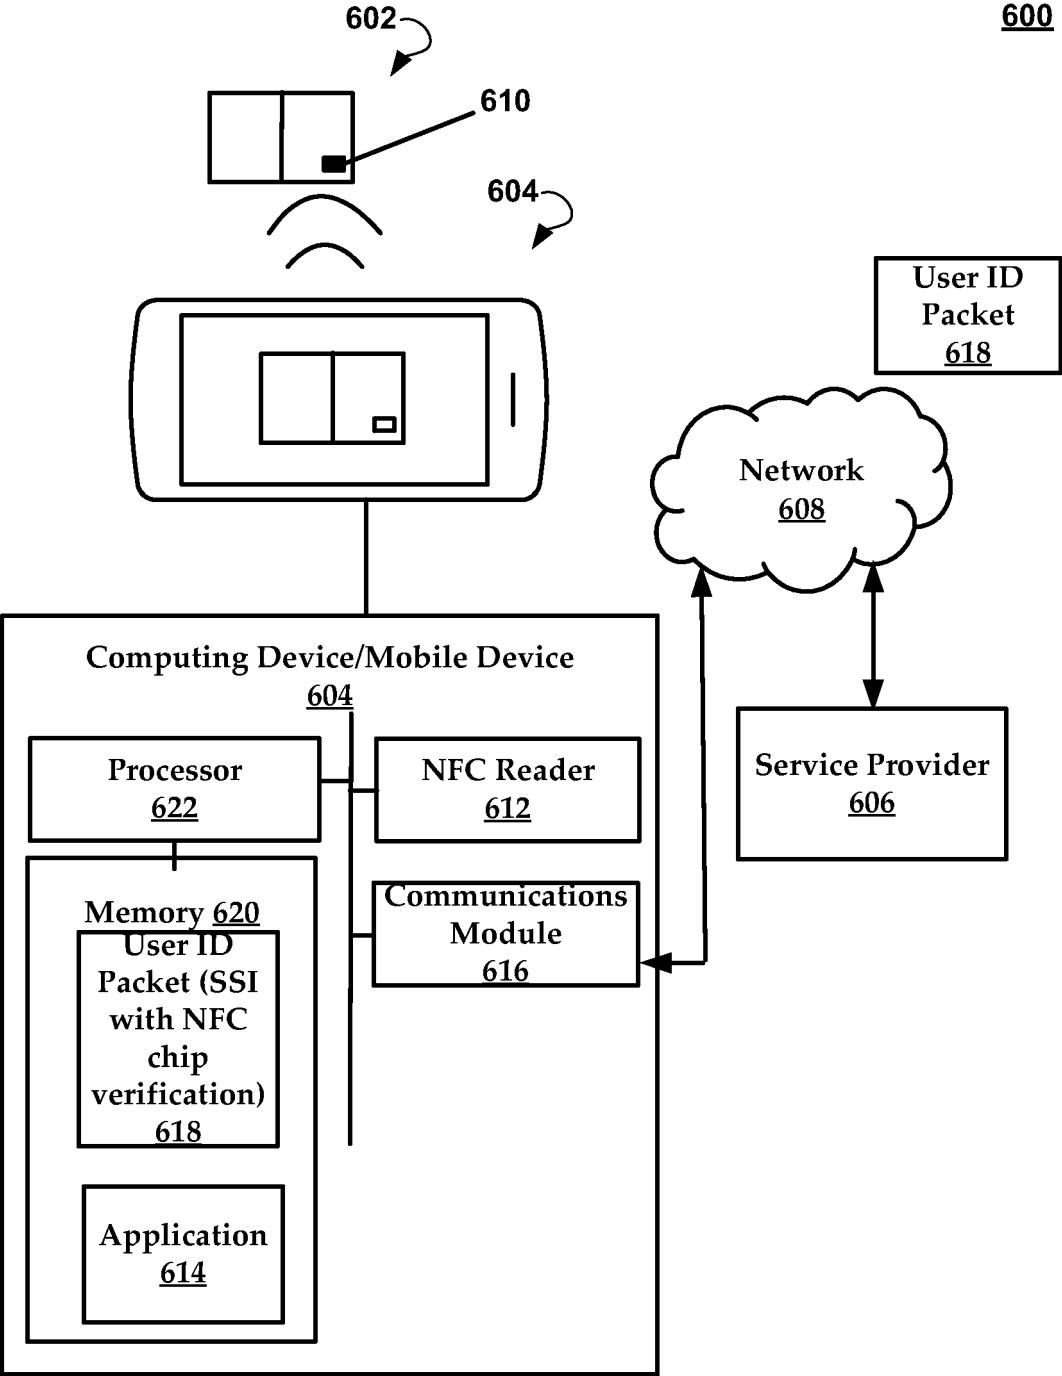 602
600
610
604
User ID
Packet
618
Network
608
Computing Device/Mobile Device
604
Processor
622
NFC Reader
612
Service Provider
606
Communications
Module
616
Memory 620
User ID
Packet (SSI
with NFC
chip
verification)
618
Application
614